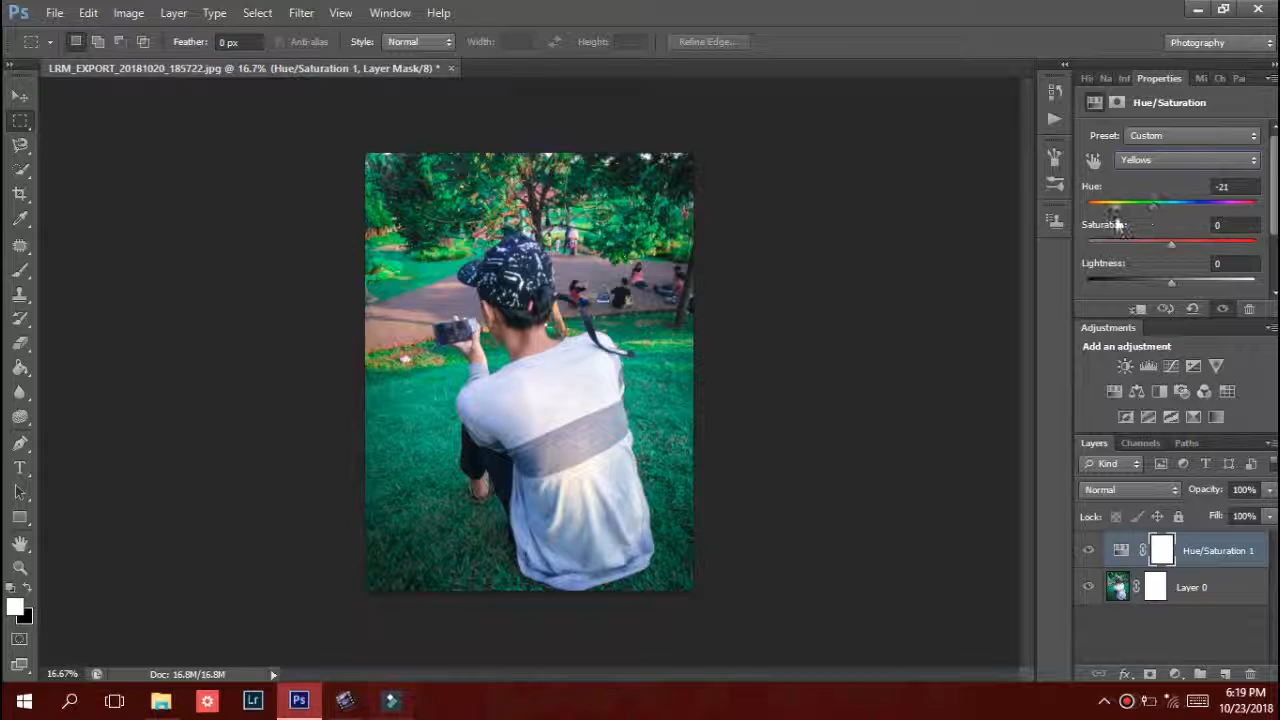 Ps File Edit Image Layer Type Select Filter View Window Help
Feather: 0 px Anti-alias Style: Normal Width: Height: Refine Edge... Photography
LRM_EXPORT_20181020_185722.jpg @ 16.7% (Hue/Saturation 1, Layer Mask/8) * ×
Hi Na Inf Properties Mi Ch Pa
Hue/Saturation
Preset: Custom
Yellows
Hue: -21
Saturation: 0
Lightness: 0
Adjustments
Add an adjustment
Layers Channels Paths
Kind T
Normal Opacity: 100%
Lock: Fill: 100%
Hue/Saturation 1
Layer 0
fx
16.67% Doc: 16.8M/16.8M
Lr Ps
6:19 PM
10/23/2018